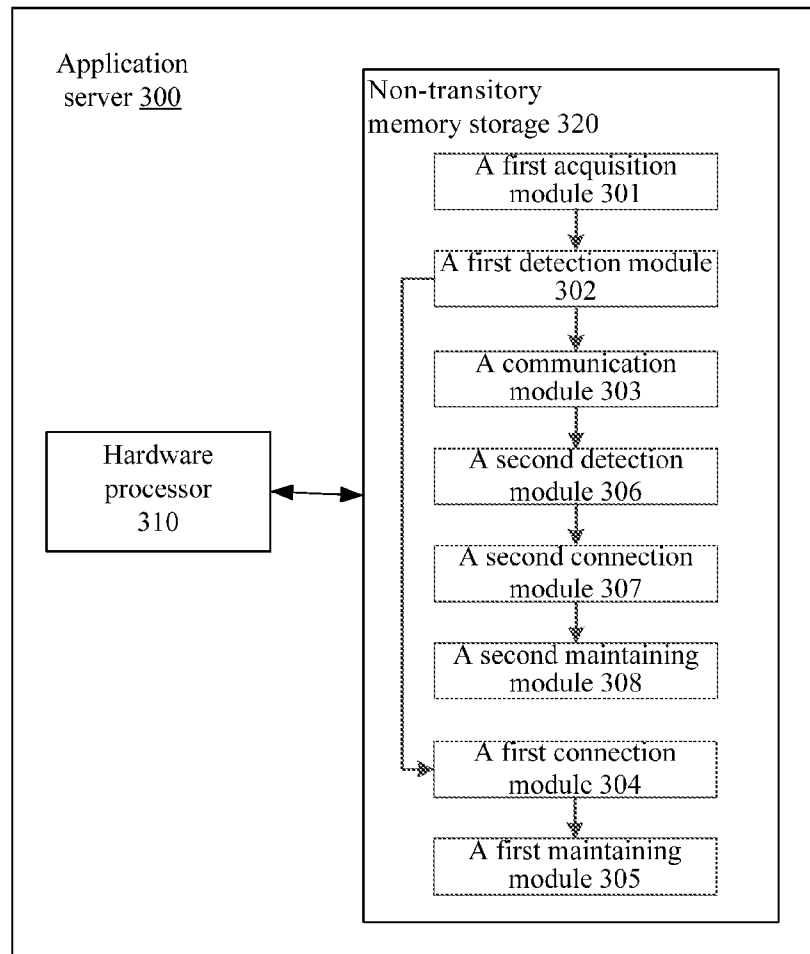 Application
server 300
Non-transitory
memory storage 320
A first acquisition
module 301
A first detection module
302
A communication
module 303
A second detection
module 306
A second connection
module 307
A second maintaining
module 308
A first connection
module 304
A first maintaining
module 305
Hardware
processor
310